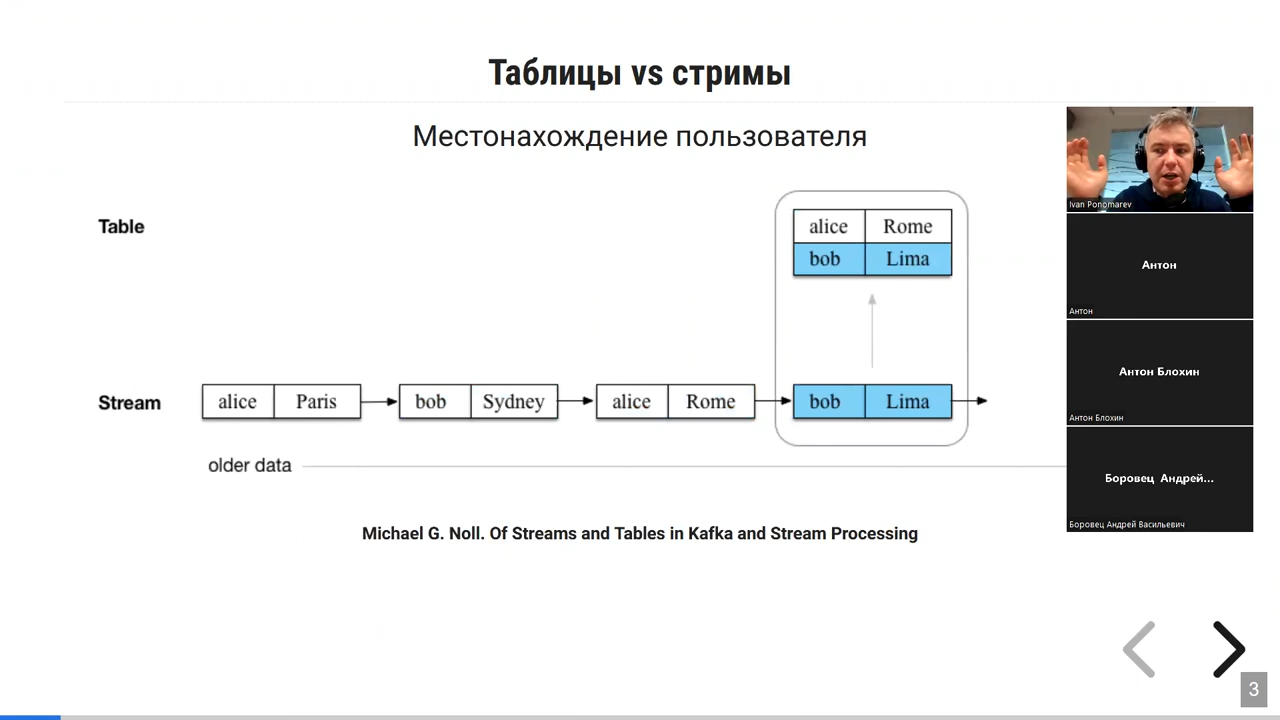 Таблицы vs стримы
Местонахождение пользователя
Table
alice Rome
bob Lima
Stream
alice Paris
bob Sydney
alice Rome
bob Lima
older data
Michael G. Noll. Of Streams and Tables in Kafka and Stream Processing
Ivan Ponomarev
Антон
Антон
Антон Блохин
Антон Блохин
Боровец Андрей...
Боровец Андрей Васильевич
3